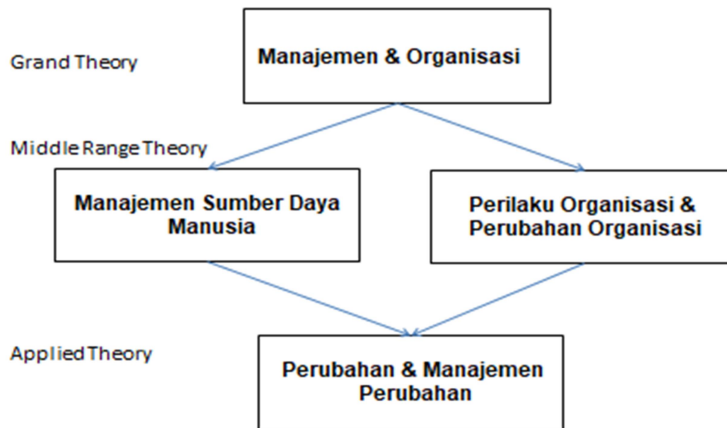 Grand Theory
Manajemen & Organisasi
Middle Range Theory
Manajemen Sumber Daya
Manusia
Perilaku Organisasi &
Perubahan Organisasi
Applied Theory
Perubahan & Manajemen
Perubahan